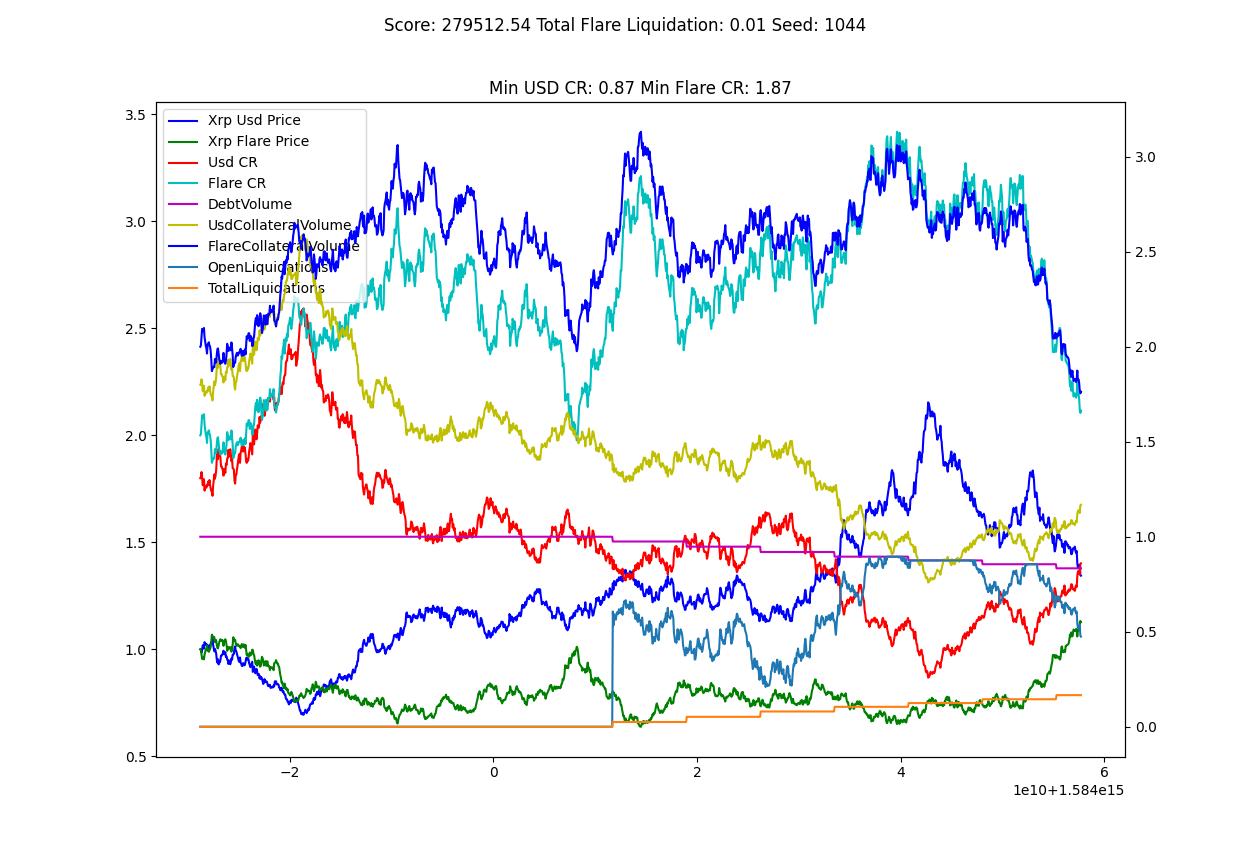 Score: 279512.54 Total Flare Liquidation: 0.01 Seed: 1044
Min USD CR: 0.87 Min Flare CR: 1.87
3.5
3.0
2.5
2.0
1.5
1.0
0.5
Xrp Usd Price
Xrp Flare Price
Usd CR
Flare CR
DebtVolume
UsdCollateralVolume
FlareCollateralVolume
OpenLiquidations
TotalLiquidations
3.0
2.5
2.0
1.5
1.0
0.5
0.0
−2 0 2 4 6
1e10+1.584e15